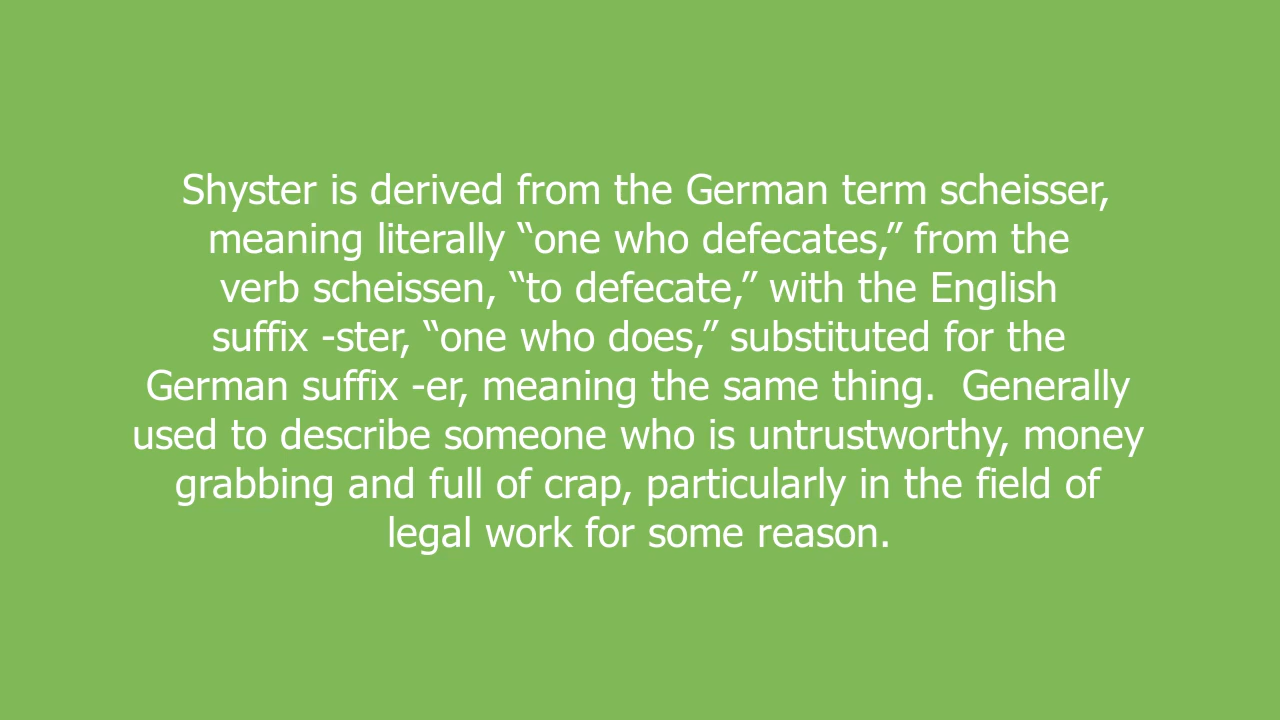 Shyster is derived from the German term scheisser,
meaning literally “one who defecates,” from the
verb scheissen, “to defecate,” with the English
suffix -ster, “one who does,” substituted for the
German suffix -er, meaning the same thing.  Generally
used to describe someone who is untrustworthy, money
grabbing and full of crap, particularly in the field of
legal work for some reason.